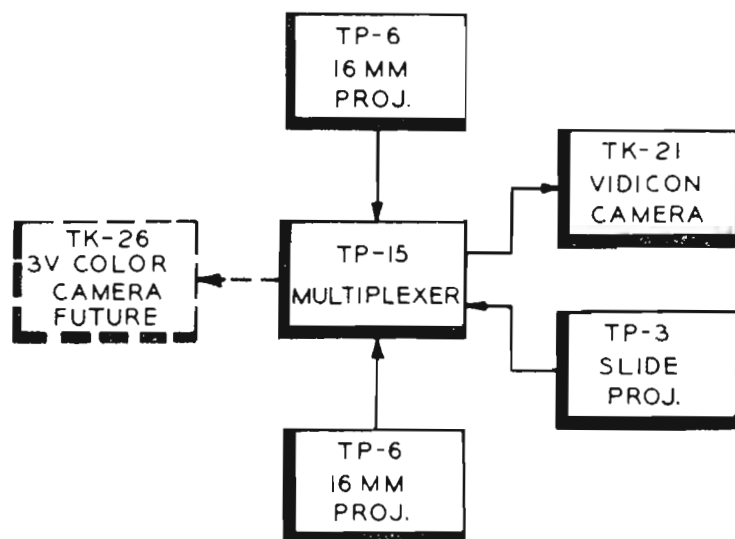 TP-6
16 MM
PROJ.
TK-21
VIDICON
CAMERA
TK-26
3V COLOR
CAMERA
FUTURE
TP-15
MULTIPLEXER
TP-3
SLIDE
PROJ.
TP-6
16 MM
PROJ.